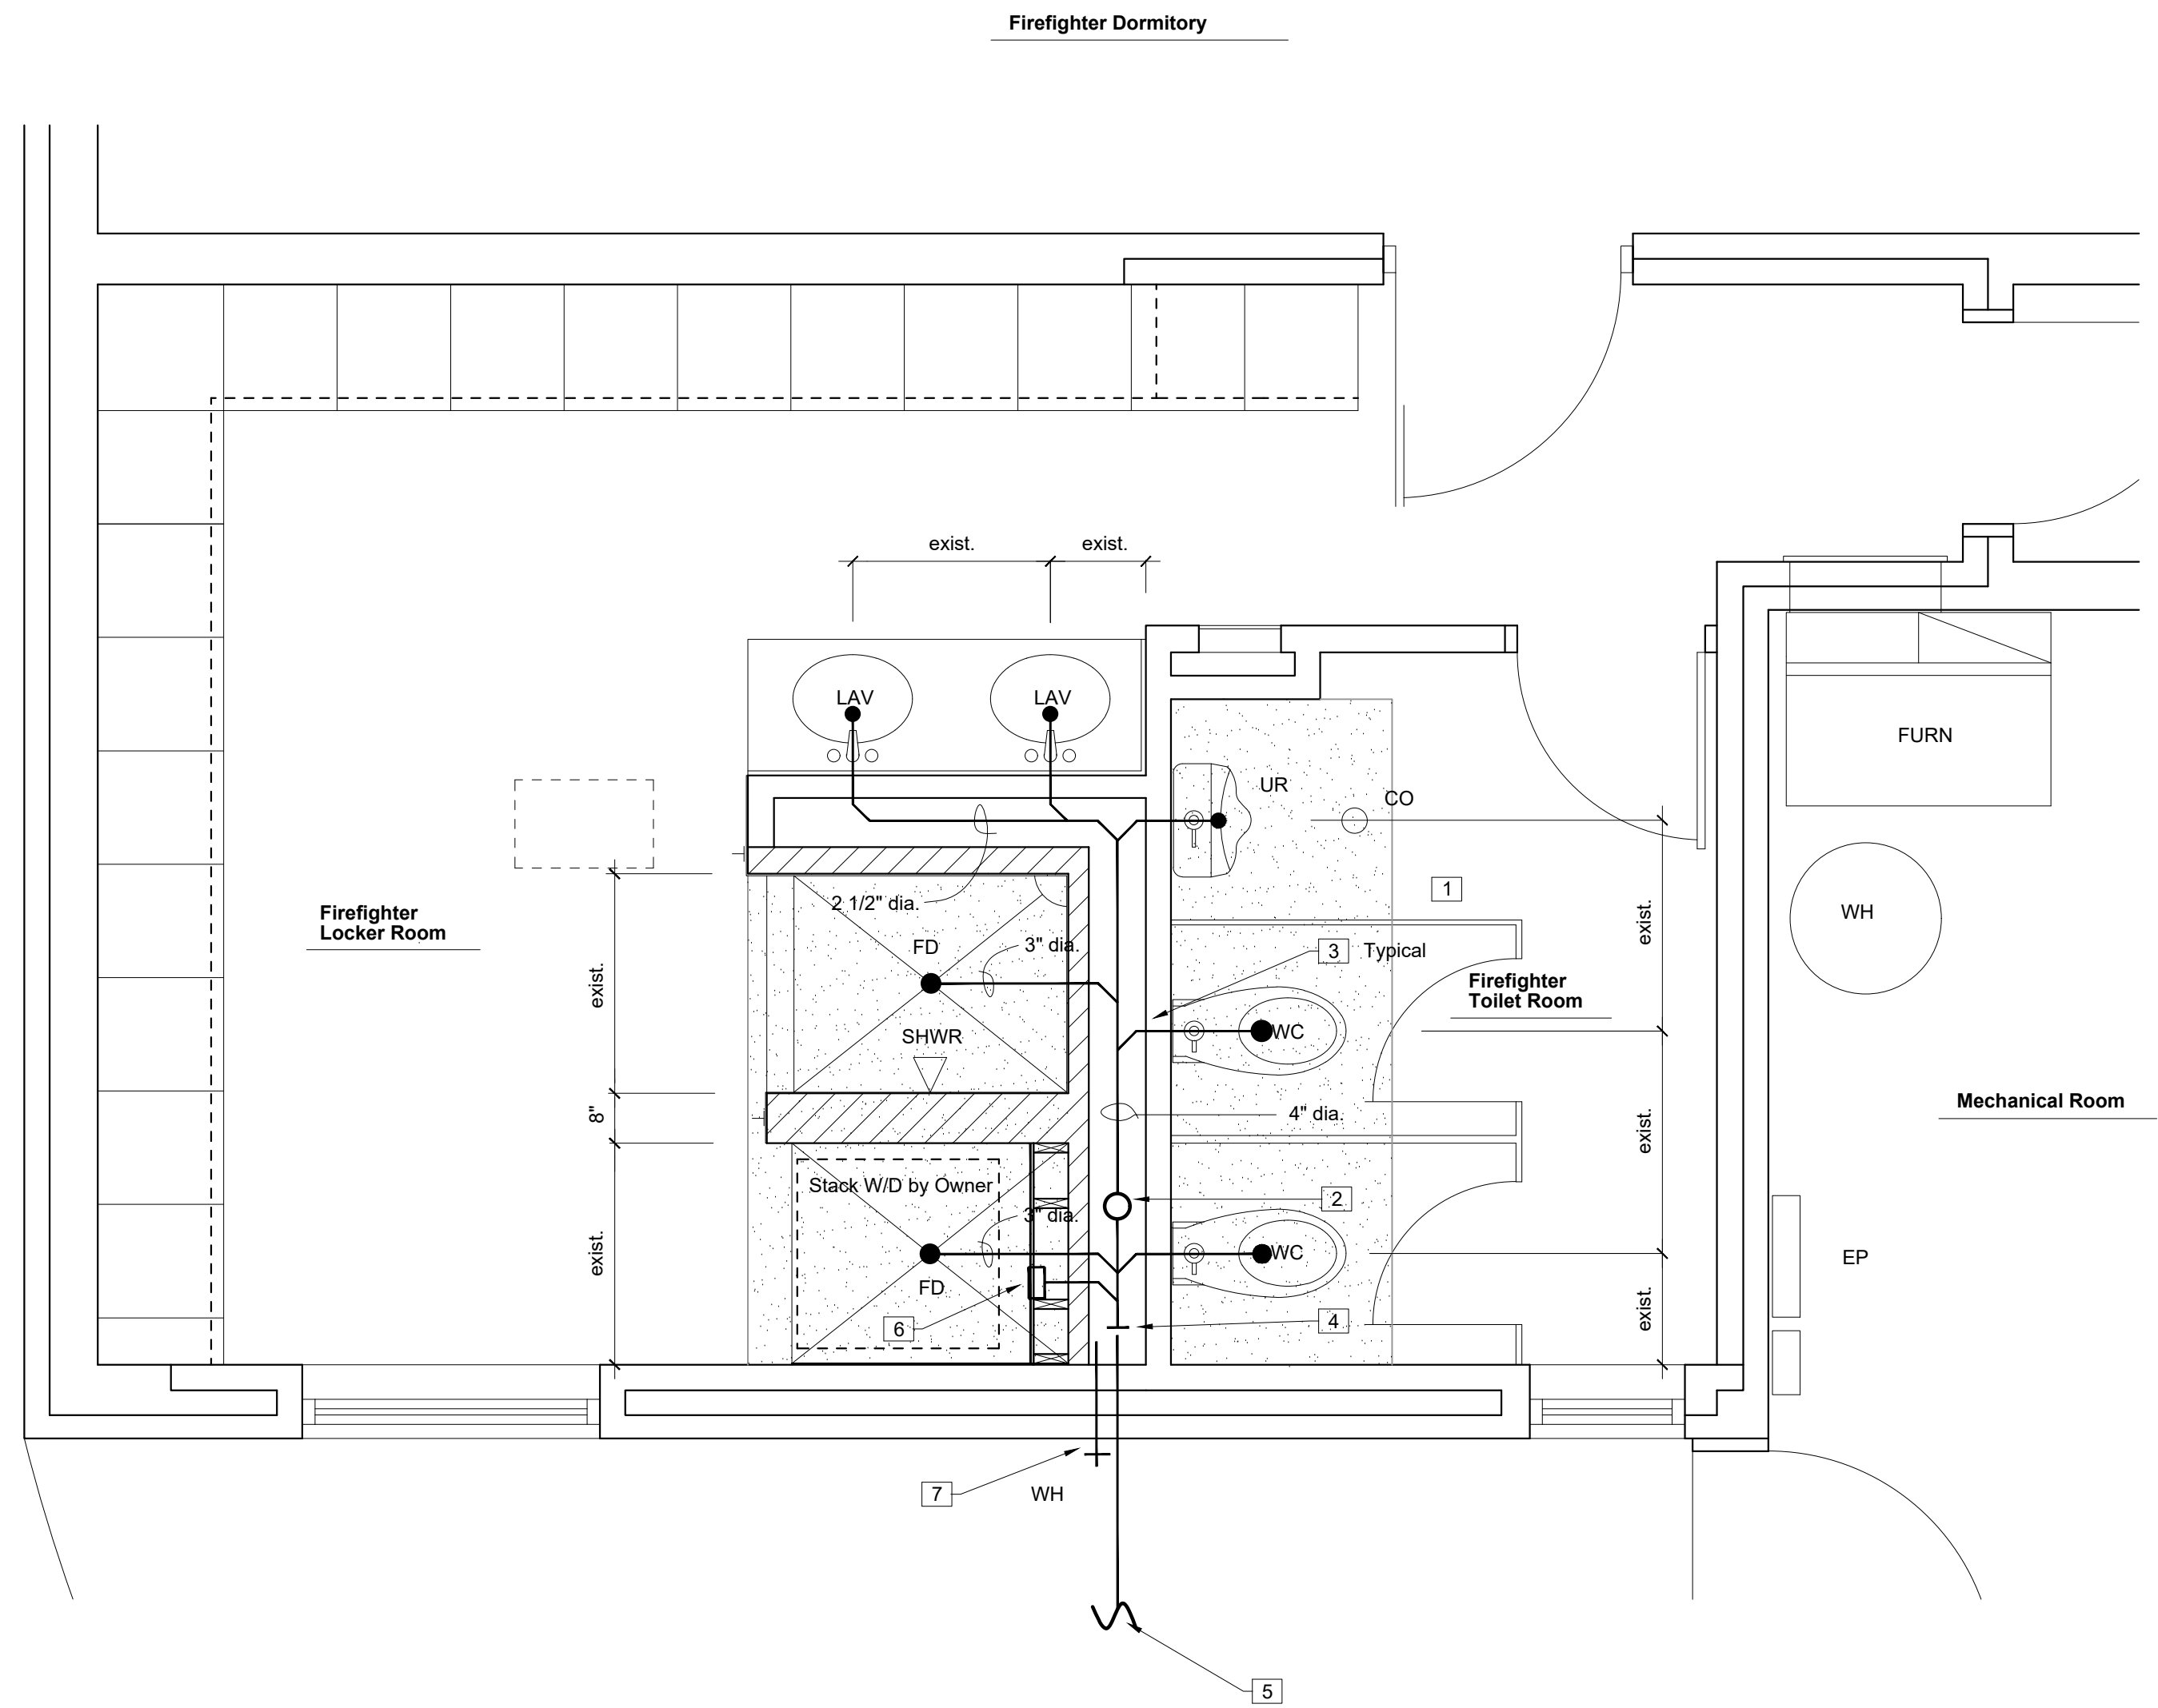 Firefighter Dormitory
exist.
exist.
LAV
LAV
FURN
UR
CO
1
2 1/2" dia.
WH
Firefighter
Locker Room
FD
3" dia.
3
Typical
exist.
exist.
Firefighter
Toilet Room
SHWR
WC
8"
4" dia.
exist.
Mechanical Room
Stack W/D by Owner
2
3" dia.
exist.
WC
EP
FD
6
4
exist.
7
WH
5